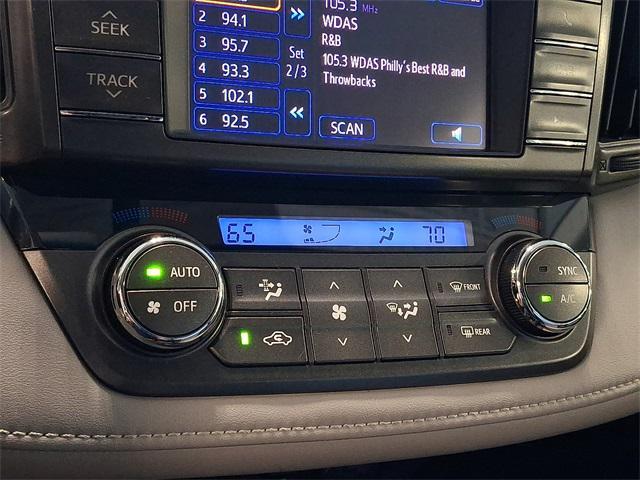 SEEK
TRACK
2 94.1
3 95.7
4 93.3
5 102.1
6 92.5
Set
2/3
105.3 MHz
WDAS
R&B
105.3 WDAS Philly's Best R&B and
Throwbacks
SCAN
65
70
AUTO
OFF
FRONT
REAR
SYNC
A/C